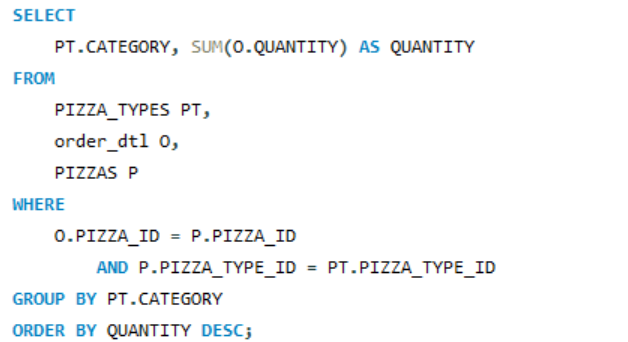 SELECT
PT.CATEGORY, SUM(O.QUANTITY) AS QUANTITY
FROM
PIZZA_TYPES PT,
order_dtl O,
PIZZAS P
WHERE
O.PIZZA_ID = P.PIZZA_ID
AND P.PIZZA_TYPE_ID = PT.PIZZA_TYPE_ID
GROUP BY PT.CATEGORY
ORDER BY QUANTITY DESC;